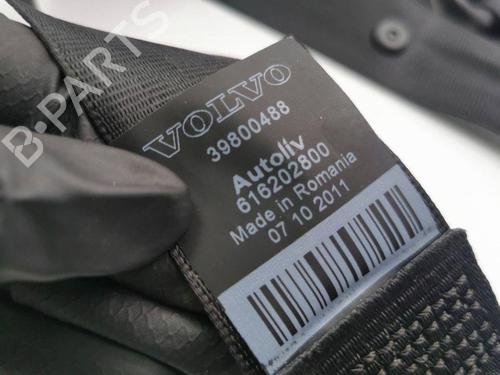 B-PARTS
VOLVO
39800488
Autoliv
616202800
Made in Romania
07 10 2011